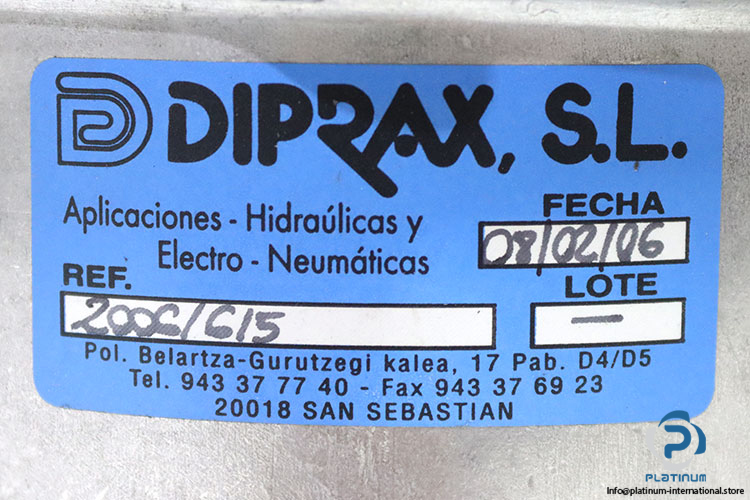 DIPRAX, S.L.
Aplicaciones - Hidraúlicas y
Electro - Neumáticas
FECHA
08/02/06
REF.
2006/615
LOTE
—
Pol. Belartza-Gurutzegi kalea, 17 Pab. D4/D5
Tel. 943 37 77 40 - Fax 943 37 69 23
20018 SAN SEBASTIAN
PLATINUM
Info@platinum-international.store